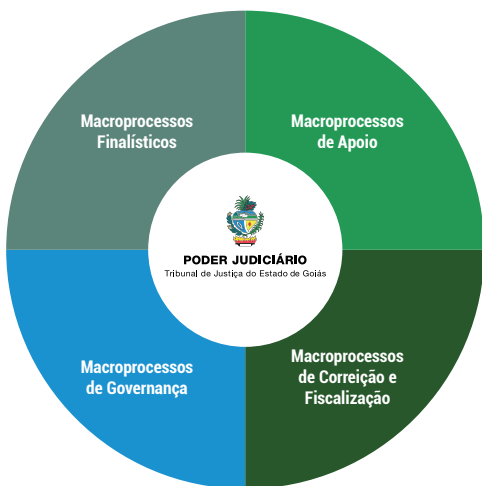 Macroprocessos
Finalísticos
Macroprocessos
de Apoio
PODER JUDICIÁRIO
Tribunal de Justiça do Estado de Goiás
Macroprocessos
de Governança
Macroprocessos
de Correição e
Fiscalização